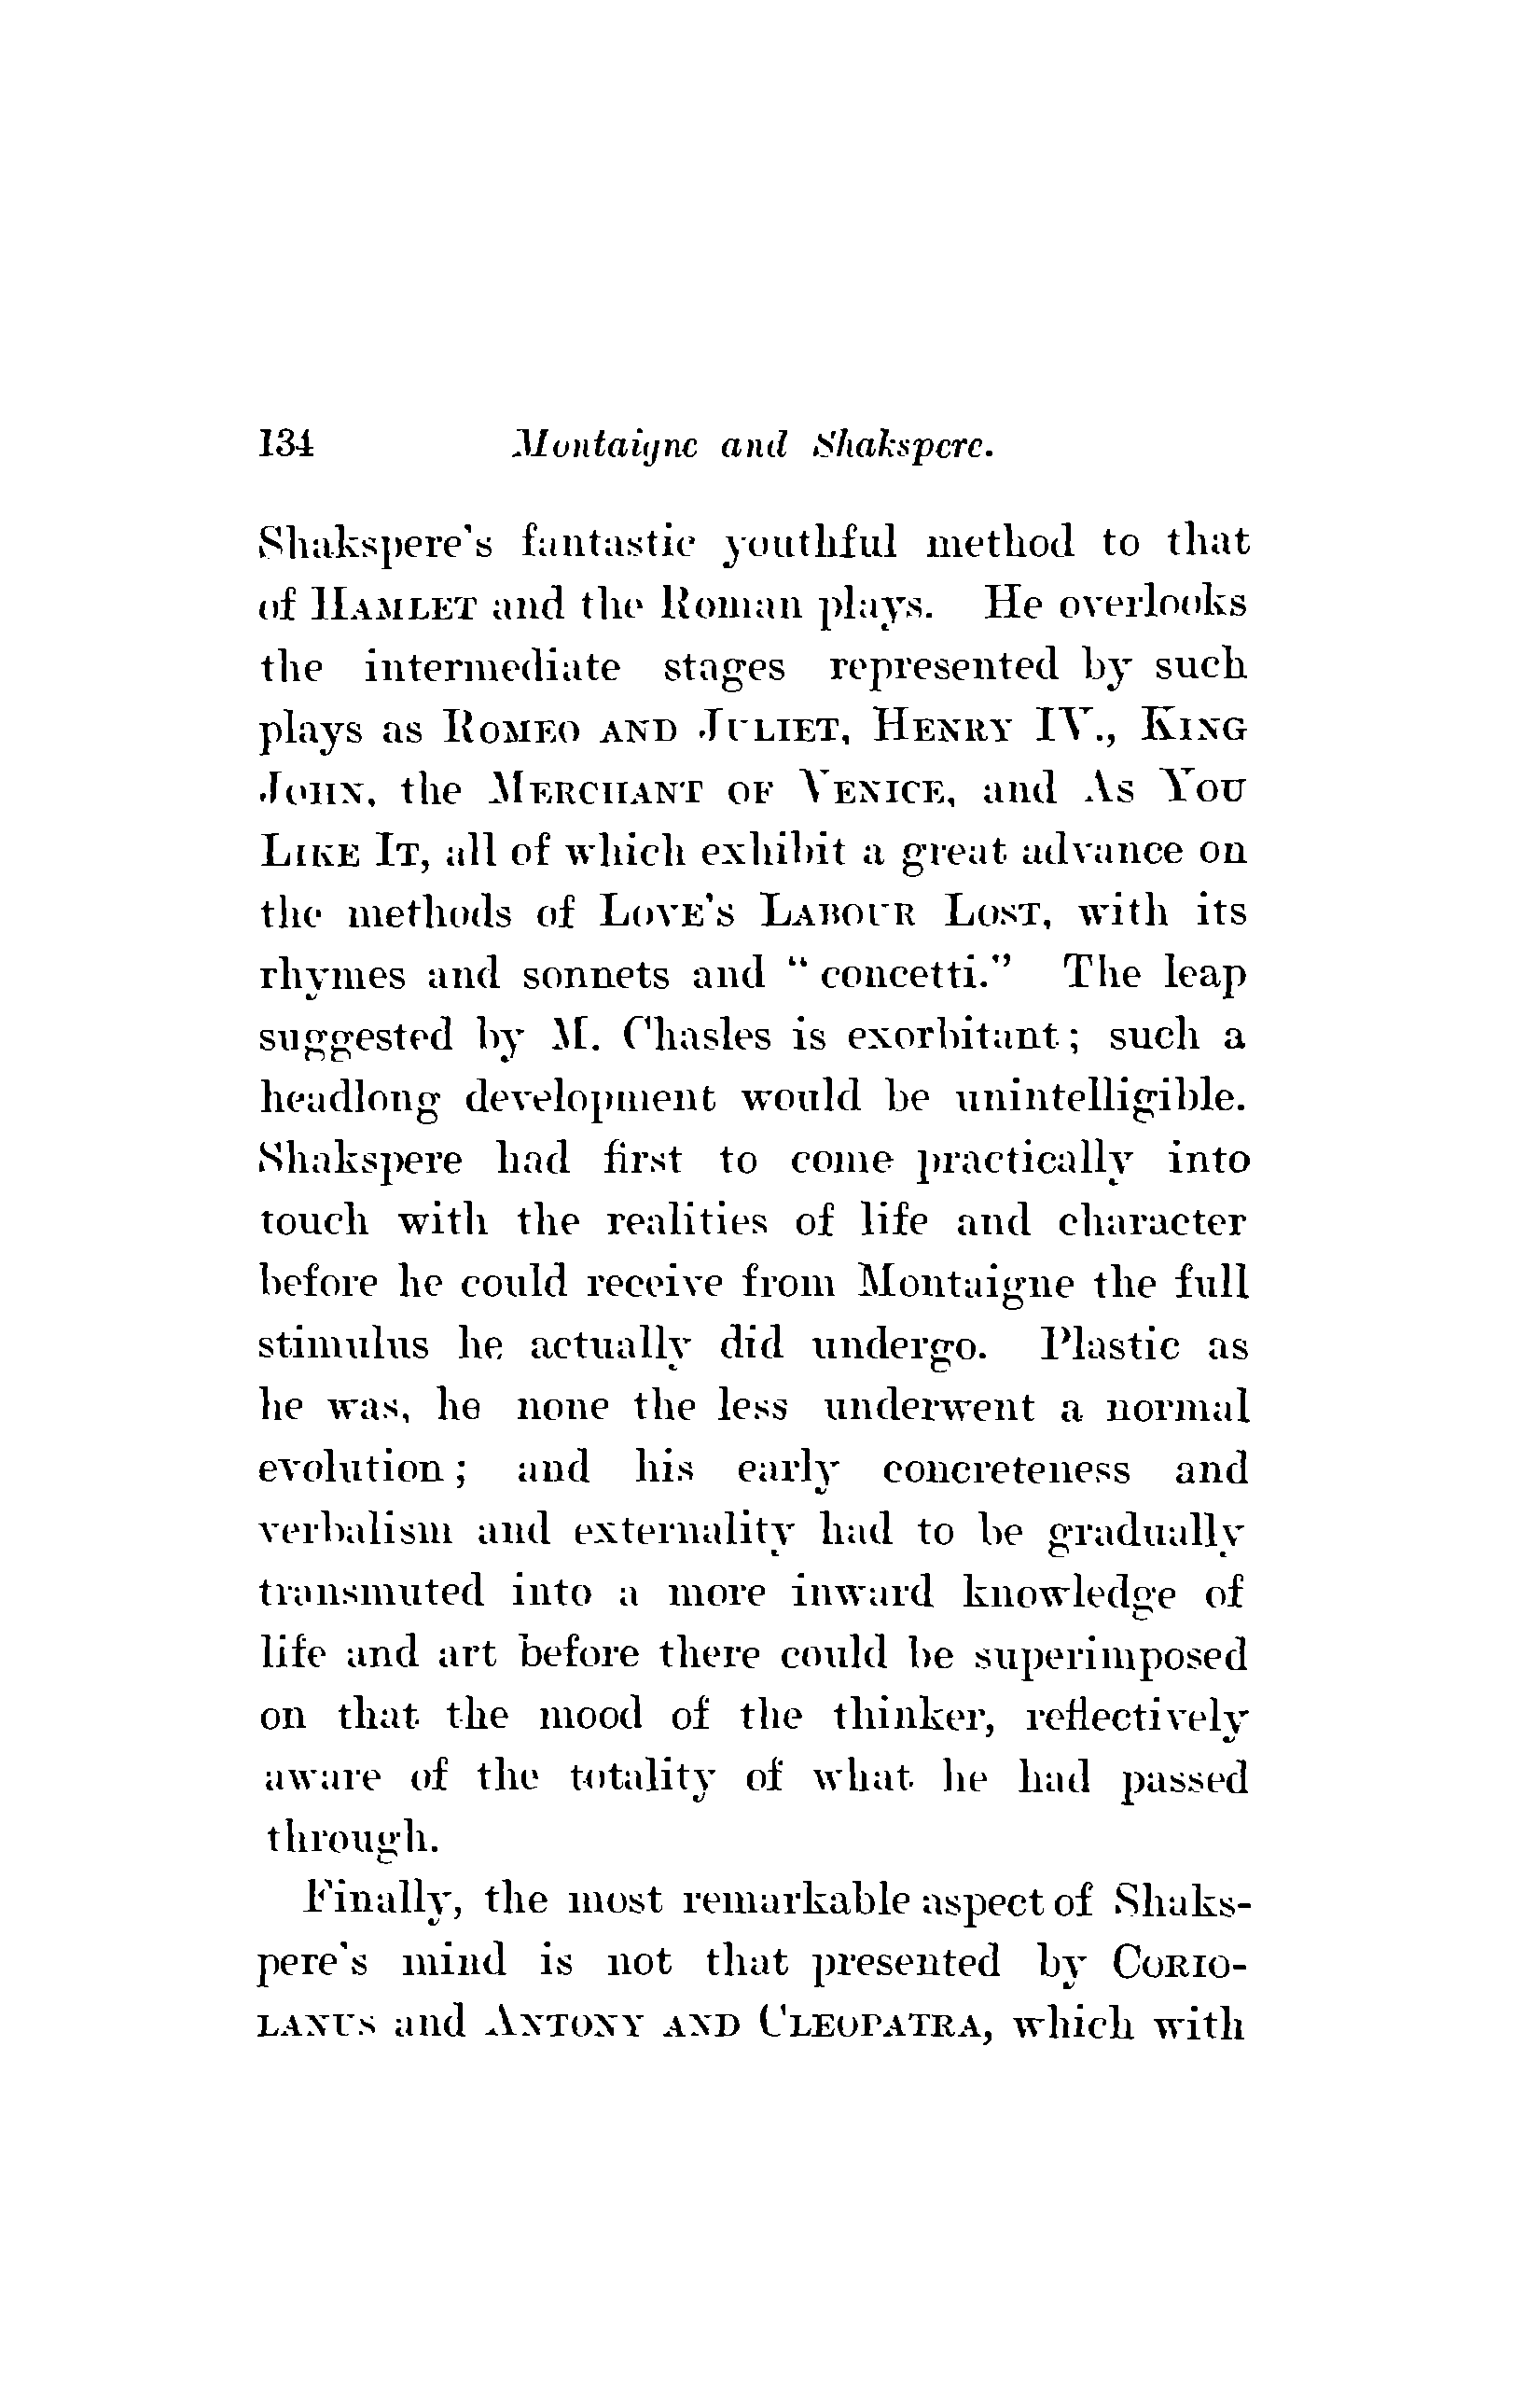 134 Montaigne and Shakspere.
Shakspere's fantastic youthful method to that
of HAMLET and the Roman plays. He overlooks
the intermediate stages represented by such
plays as ROMEO AND JULIET, HENRY IV., KING
JOHN, the MERCHANT OF VENICE, and AS YOU
LIKE IT, all of which exhibit a great advance on
the methods of LOVE'S LABOUR LOST, with its
rhymes and sonnets and "concetti." The leap
suggested by M. Chasles is exorbitant; such a
headlong development would be unintelligible.
Shakspere had first to come practically into
touch with the realities of life and character
before he could receive from Montaigne the full
stimulus he actually did undergo. Plastic as
he was, he none the less underwent a normal
evolution; and his early concreteness and
verbalism and externality had to be gradually
transmuted into a more inward knowledge of
life and art before there could be superimposed
on that the mood of the thinker, reflectively
aware of the totality of what he had passed
through.
Finally, the most remarkable aspect of Shaks-
pere's mind is not that presented by CORIO-
LANUS and ANTONY AND CLEOPATRA, which with